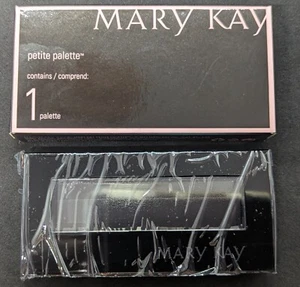 MARY KAY
petite palette™
contains / comprend:
1
palette
MARY KAY